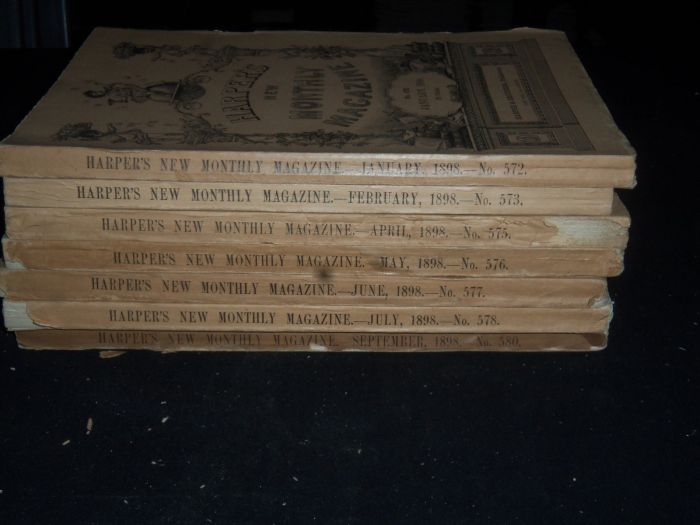 HARPER'S
NEW
MONTHLY
MAGAZINE
HARPER'S NEW MONTHLY MAGAZINE.—JANUARY, 1898.—No. 572.
HARPER'S NEW MONTHLY MAGAZINE.—FEBRUARY, 1898.—No. 573.
HARPER'S NEW MONTHLY MAGAZINE.—APRIL, 1898.—No. 575.
HARPER'S NEW MONTHLY MAGAZINE. MAY, 1898.—No. 576.
HARPER'S NEW MONTHLY MAGAZINE.—JUNE, 1898.—No. 577.
HARPER'S NEW MONTHLY MAGAZINE.—JULY, 1898.—No. 578.
HARPER'S NEW MONTHLY MAGAZINE. SEPTEMBER, 1898.—No. 580.